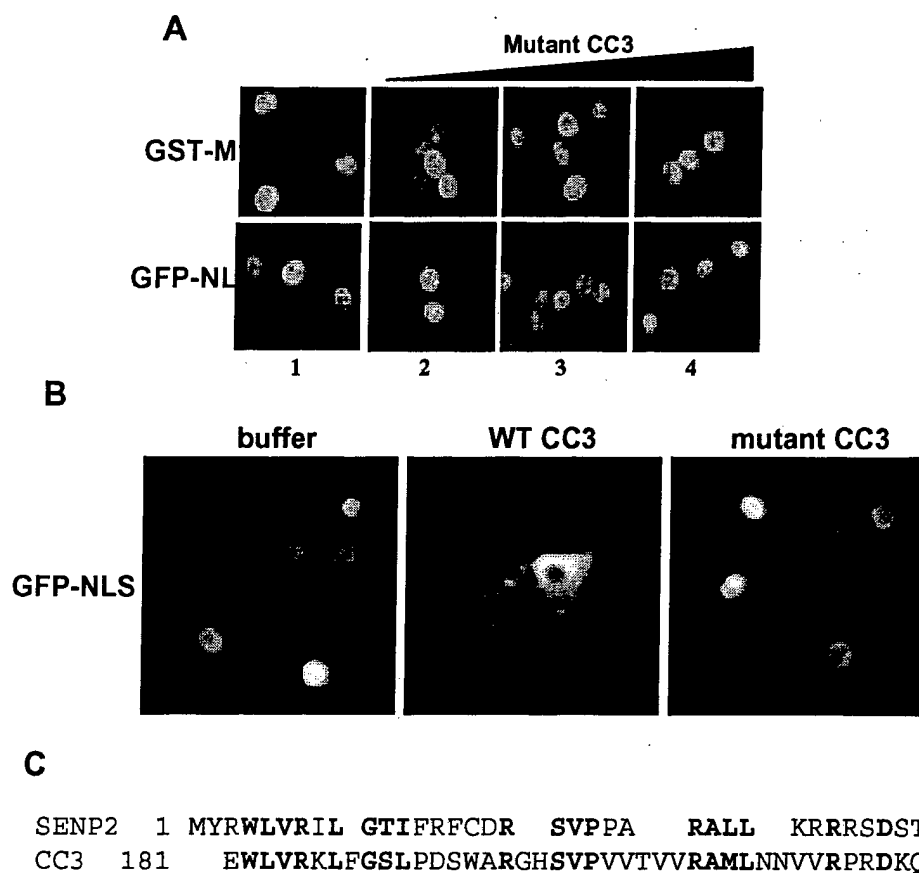 A
Mutant CC3
GST-M
GFP-NL
1 2 3 4
B
buffer WT CC3 mutant CC3
GFP-NLS
C
SENP2 1 MYRWLVRIL GTIFRFCDR SVPPA RALL KRRRSDST
CC3 181 EWLVRKLFGSLPDSWARGHSVPVVTVVRAMLNNVVRPRDKQ